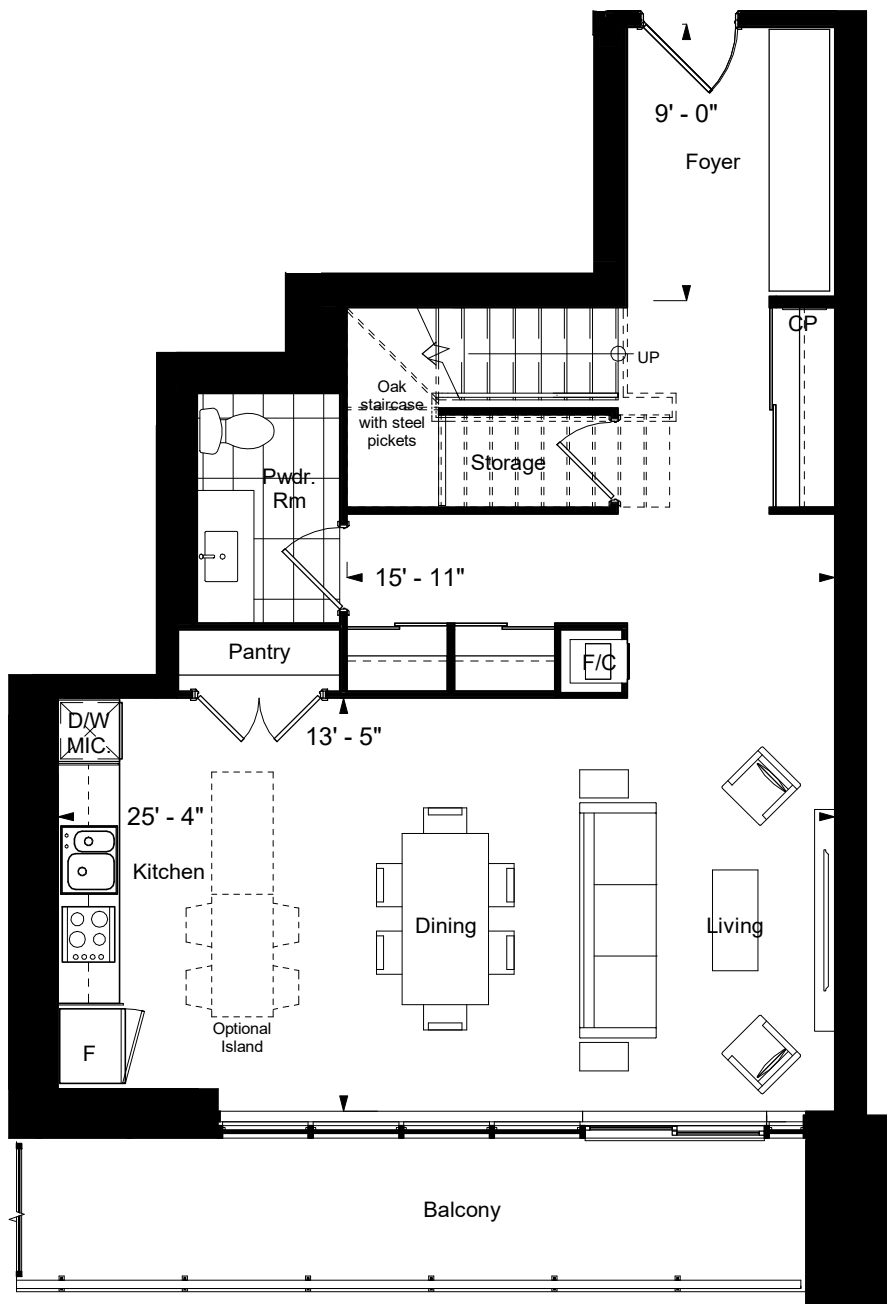 9' - 0"
Foyer
CP
UP
Oak
staircase
with steel
pickets
Storage
Pwdr.
Rm
15' - 11"
Pantry
F/C
D/W
MIC.
13' - 5"
25' - 4"
Kitchen
Dining
Living
Optional
Island
F
Balcony